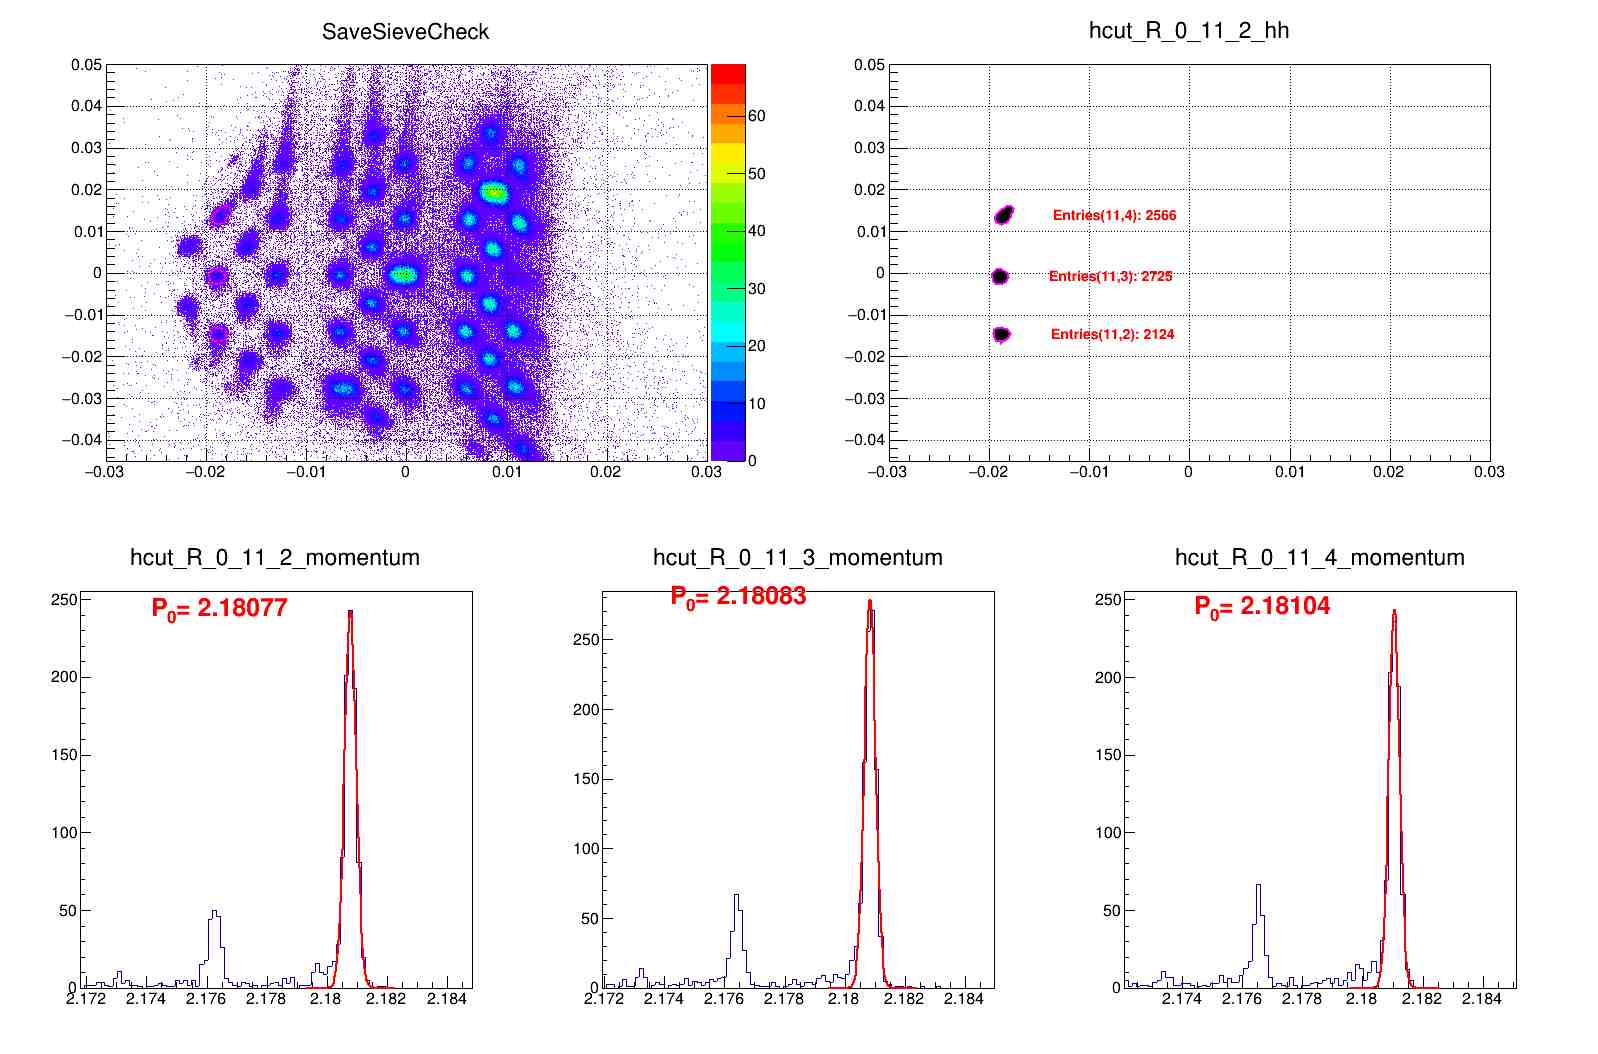 SaveSieveCheck
0.05
0.04
0.03
0.02
0.01
0
−0.01
−0.02
−0.03
−0.04
−0.03 −0.02 −0.01 0 0.01 0.02 0.03
60
50
40
30
20
10
0
hcut_R_0_11_2_hh
0.05
0.04
0.03
0.02
0.01
0
−0.01
−0.02
−0.03
−0.04
−0.03 −0.02 −0.01 0 0.01 0.02 0.03
Entries(11,4): 2566
Entries(11,3): 2725
Entries(11,2): 2124
hcut_R_0_11_2_momentum
P0= 2.18077
250
200
150
100
50
0
2.172 2.174 2.176 2.178 2.18 2.182 2.184
hcut_R_0_11_3_momentum
P0= 2.18083
250
200
150
100
50
0
2.172 2.174 2.176 2.178 2.18 2.182 2.184
hcut_R_0_11_4_momentum
P0= 2.18104
250
200
150
100
50
0
2.174 2.176 2.178 2.18 2.182 2.184